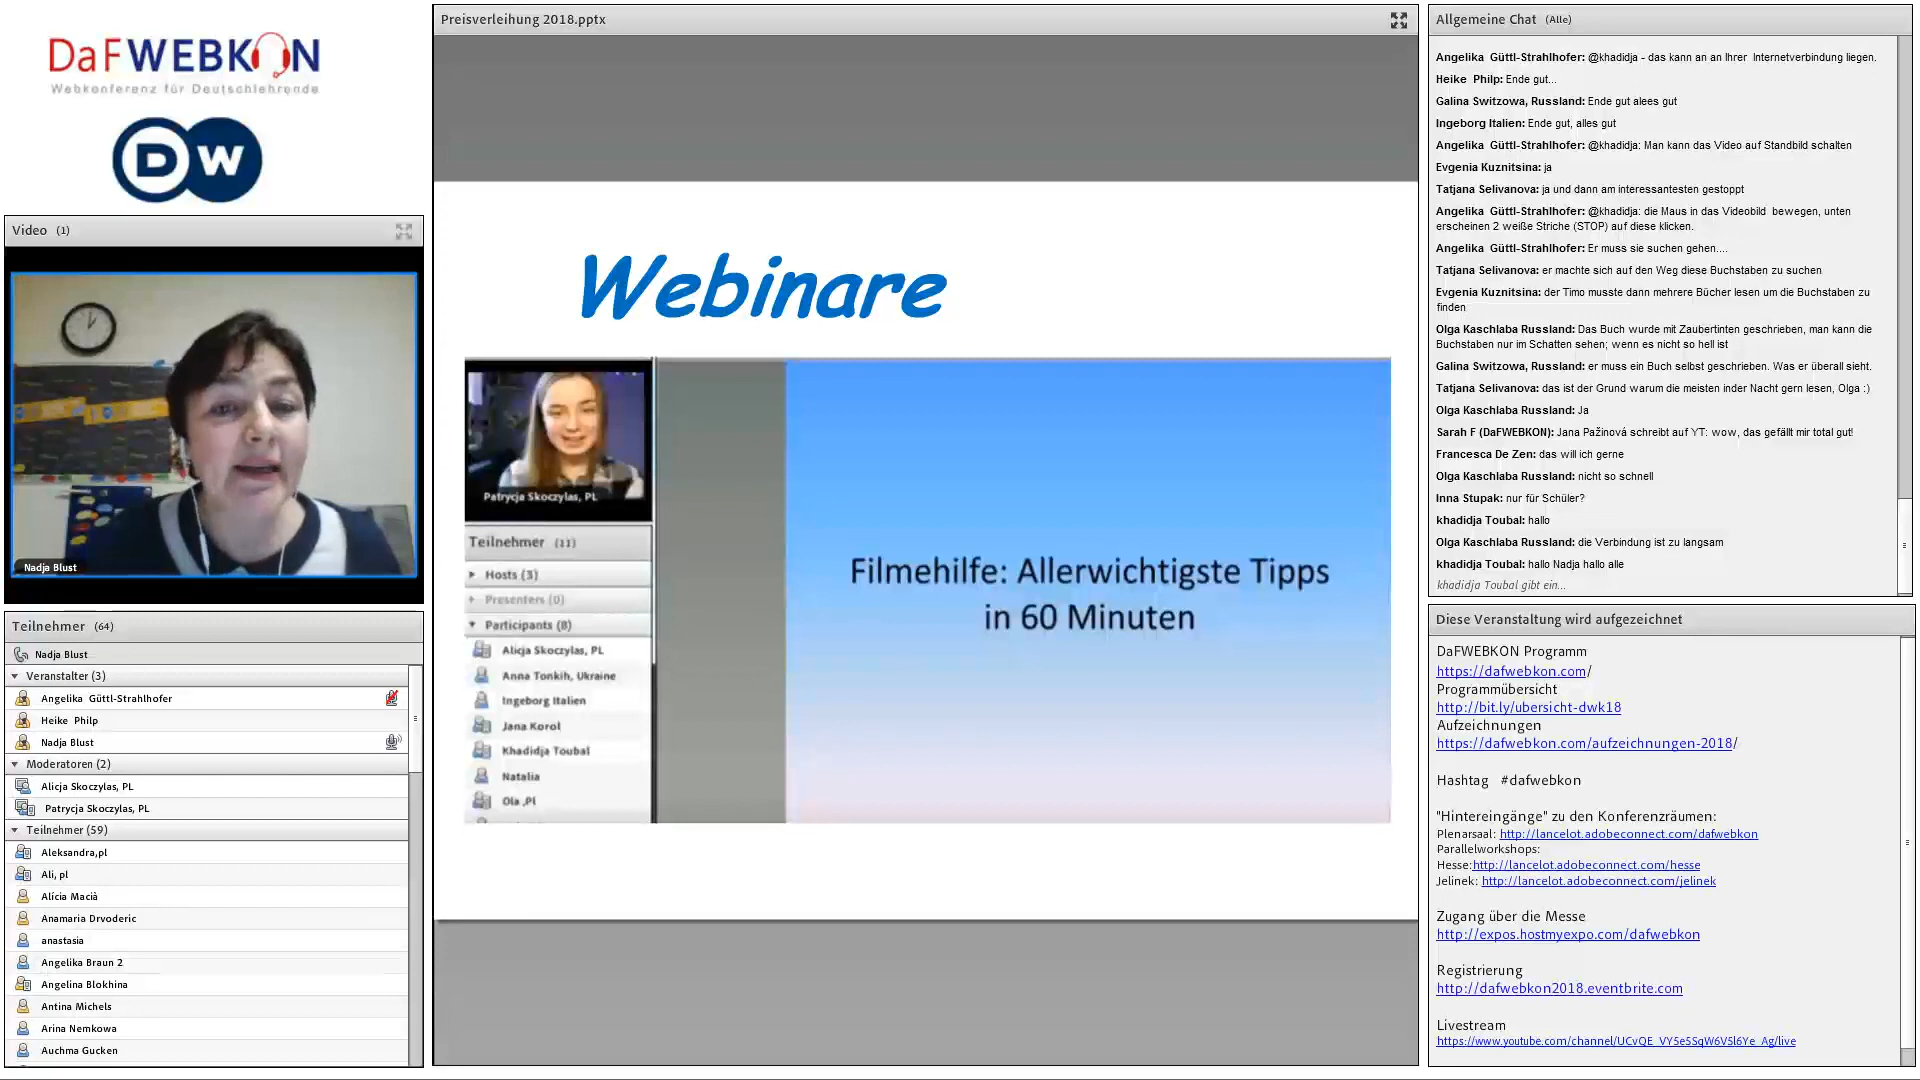 DaFWEBKON
Webkonferenz für Deutschlehrende
DW
Video (1)
Nadja Blust
Teilnehmer (64)
Nadja Blust
Veranstalter (3)
Angelika Güttl-Strahlhofer
Heike Philp
Nadja Blust
Moderatoren (2)
Alicja Skoczylas, PL
Patrycja Skoczylas, PL
Teilnehmer (59)
Aleksandra,pl
Ali, pl
Alícia Macià
Anamaria Drvoderic
anastasia
Angelika Braun 2
Angelina Blokhina
Antina Michels
Arina Nemkowa
Auchma Gucken
Preisverleihung 2018.pptx
Webinare
Patrycja Skoczylas, PL
Teilnehmer (11)
Hosts (3)
Presenters (0)
Participants (8)
Alicja Skoczylas, PL
Anna Tonkih, Ukraine
Ingeborg Italien
Jana Korol
Khadidja Toubal
Natalia
Ola ,Pl
Filmehilfe: Allerwichtigste Tipps
in 60 Minuten
Allgemeine Chat (Alle)
Angelika Güttl-Strahlhofer: @khadidja - das kann an an Ihrer Internetverbindung liegen.
Heike Philp: Ende gut...
Galina Switzowa, Russland: Ende gut alees gut
Ingeborg Italien: Ende gut, alles gut
Angelika Güttl-Strahlhofer: @khadidja: Man kann das Video auf Standbild schalten
Evgenia Kuznitsina: ja
Tatjana Selivanova: ja und dann am interessantesten gestoppt
Angelika Güttl-Strahlhofer: @khadidja: die Maus in das Videobild bewegen, unten
erscheinen 2 weiße Striche (STOP) auf diese klicken.
Angelika Güttl-Strahlhofer: Er muss sie suchen gehen....
Tatjana Selivanova: er machte sich auf den Weg diese Buchstaben zu suchen
Evgenia Kuznitsina: der Timo musste dann mehrere Bücher lesen um die Buchstaben zu
finden
Olga Kaschlaba Russland: Das Buch wurde mit Zaubertinten geschrieben, man kann die
Buchstaben nur im Schatten sehen; wenn es nicht so hell ist
Galina Switzowa, Russland: er muss ein Buch selbst geschrieben. Was er überall sieht.
Tatjana Selivanova: das ist der Grund warum die meisten inder Nacht gern lesen, Olga :)
Olga Kaschlaba Russland: Ja
Sarah F (DaFWEBKON): Jana Pažinová schreibt auf YT: wow, das gefällt mir total gut!
Francesca De Zen: das will ich gerne
Olga Kaschlaba Russland: nicht so schnell
Inna Stupak: nur für Schüler?
khadidja Toubal: hallo
Olga Kaschlaba Russland: die Verbindung ist zu langsam
khadidja Toubal: hallo Nadja hallo alle
khadidja Toubal gibt ein...
Diese Veranstaltung wird aufgezeichnet
DaFWEBKON Programm
https://dafwebkon.com/
Programmübersicht
http://bit.ly/ubersicht-dwk18
Aufzeichnungen
https://dafwebkon.com/aufzeichnungen-2018/
Hashtag #dafwebkon
"Hintereingänge" zu den Konferenzräumen:
Plenarsaal: http://lancelot.adobeconnect.com/dafwebkon
Parallelworkshops:
Hesse:http://lancelot.adobeconnect.com/hesse
Jelinek: http://lancelot.adobeconnect.com/jelinek
Zugang über die Messe
http://expos.hostmyexpo.com/dafwebkon
Registrierung
http://dafwebkon2018.eventbrite.com
Livestream
https://www.youtube.com/channel/UCvQE_VY5e5SqW6V5l6Ye_Ag/live